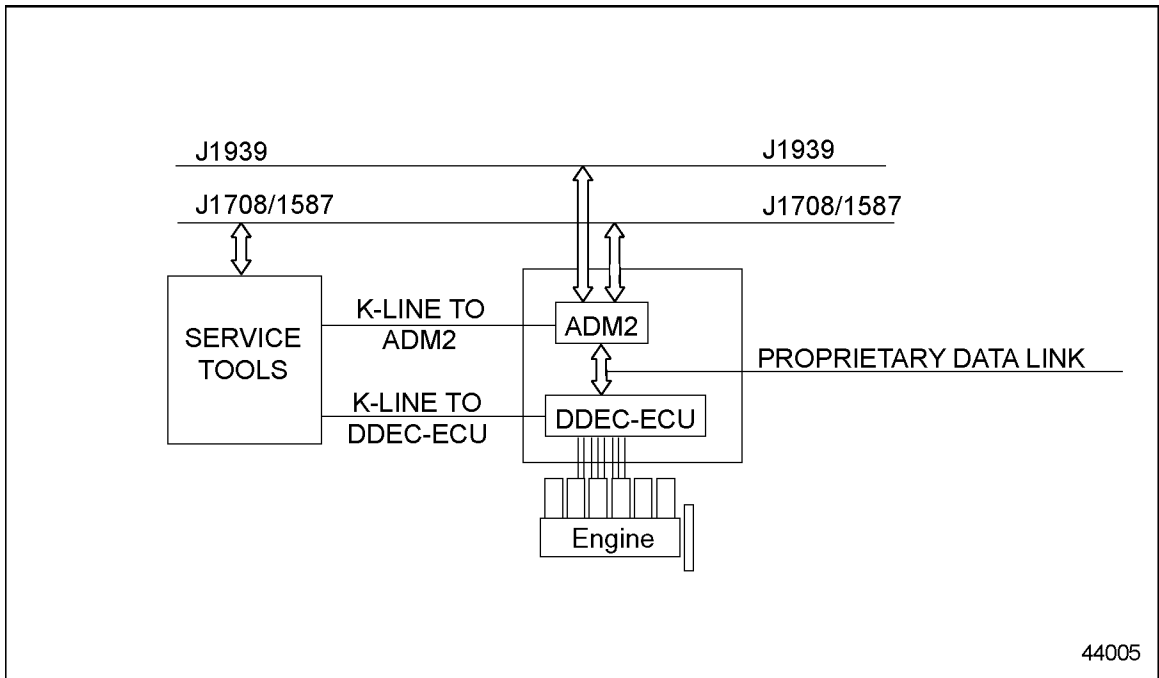 J1939
J1939
J1708/1587
J1708/1587
SERVICE
TOOLS
K-LINE TO
ADM2
ADM2
PROPRIETARY DATA LINK
K-LINE TO
DDEC-ECU
DDEC-ECU
Engine
44005